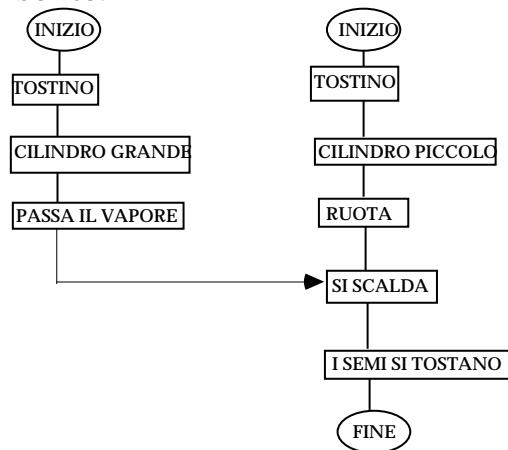 INIZIO
TOSTINO
CILINDRO GRANDE
PASSA IL VAPORE
INIZIO
TOSTINO
CILINDRO PICCOLO
RUOTA
SI SCALDA
I SEMI SI TOSTANO
FINE